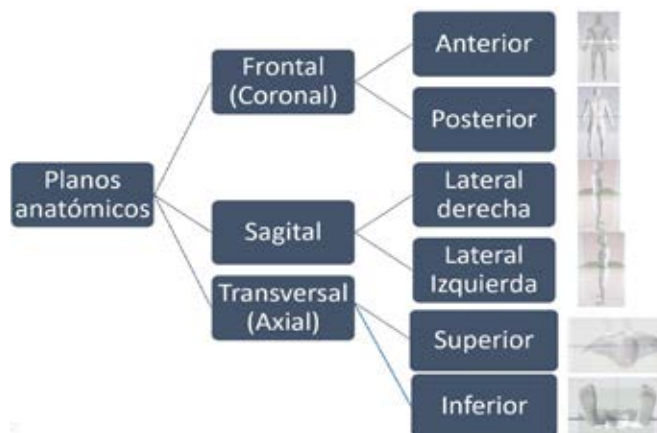 Planos
anatómicos
Frontal
(Coronal)
Anterior
Posterior
Sagital
Lateral
derecha
Lateral
Izquierda
Transversal
(Axial)
Superior
Inferior